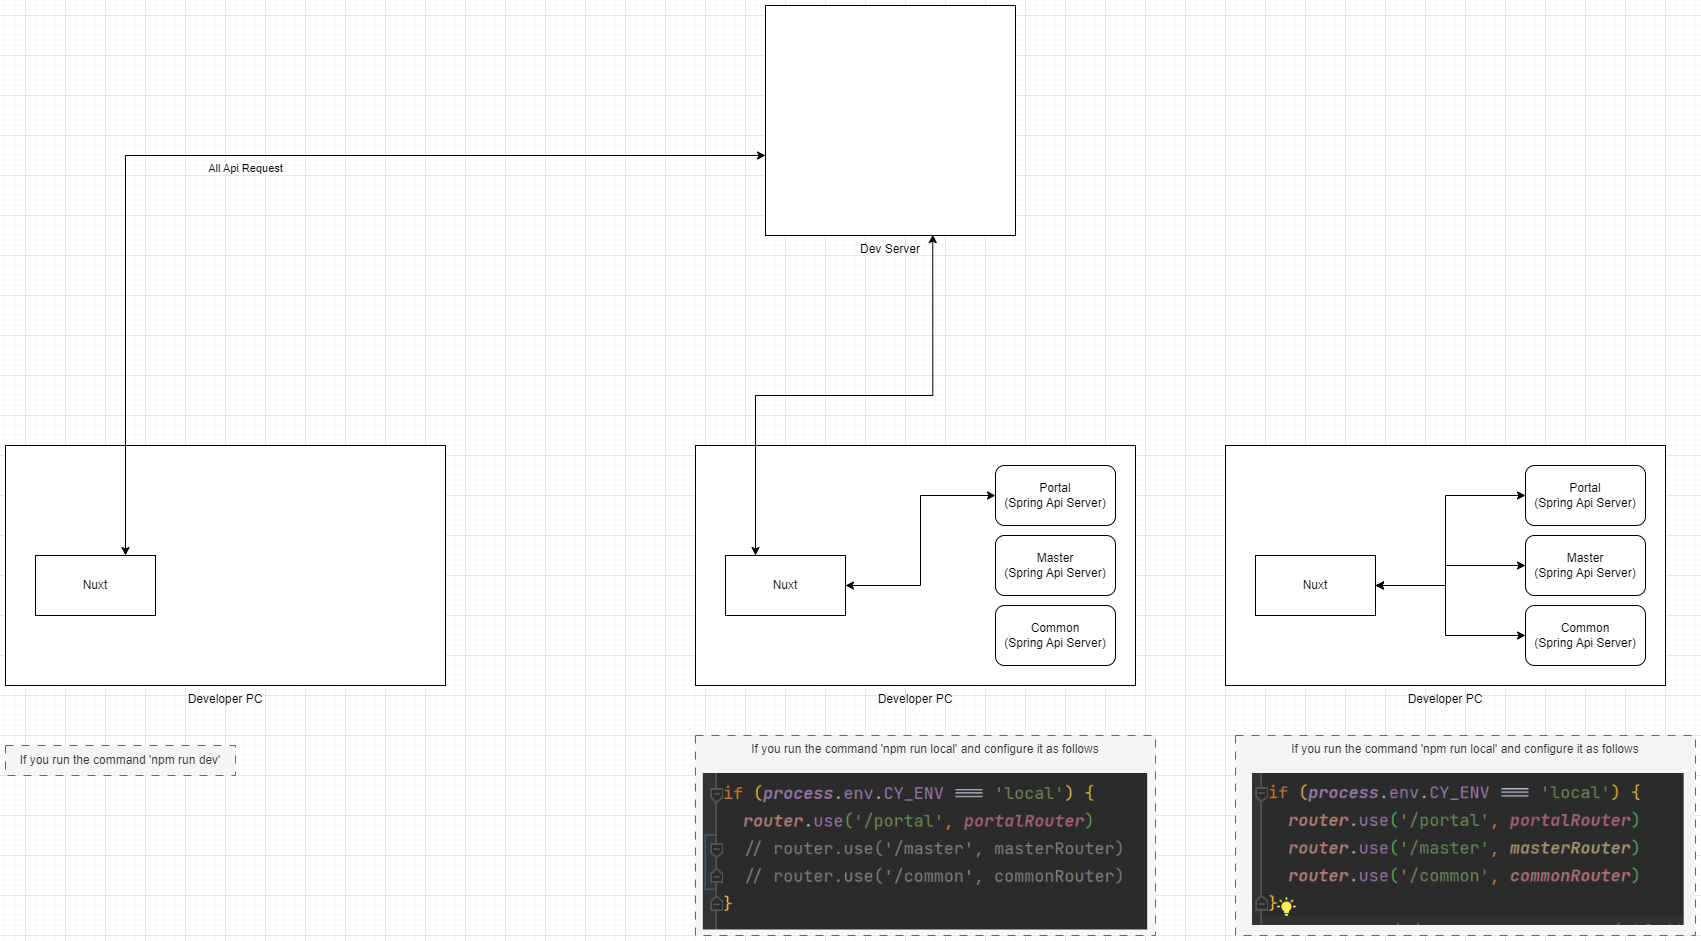 All Api Request
Dev Server
Nuxt
Developer PC
If you run the command 'npm run dev'
Nuxt
Portal
(Spring Api Server)
Master
(Spring Api Server)
Common
(Spring Api Server)
Developer PC
If you run the command 'npm run local' and configure it as follows
if (process.env.CY_ENV === 'local') {
router.use('/portal', portalRouter)
// router.use('/master', masterRouter)
// router.use('/common', commonRouter)
}
Nuxt
Portal
(Spring Api Server)
Master
(Spring Api Server)
Common
(Spring Api Server)
Developer PC
If you run the command 'npm run local' and configure it as follows
if (process.env.CY_ENV === 'local') {
router.use('/portal', portalRouter)
router.use('/master', masterRouter)
router.use('/common', commonRouter)
}